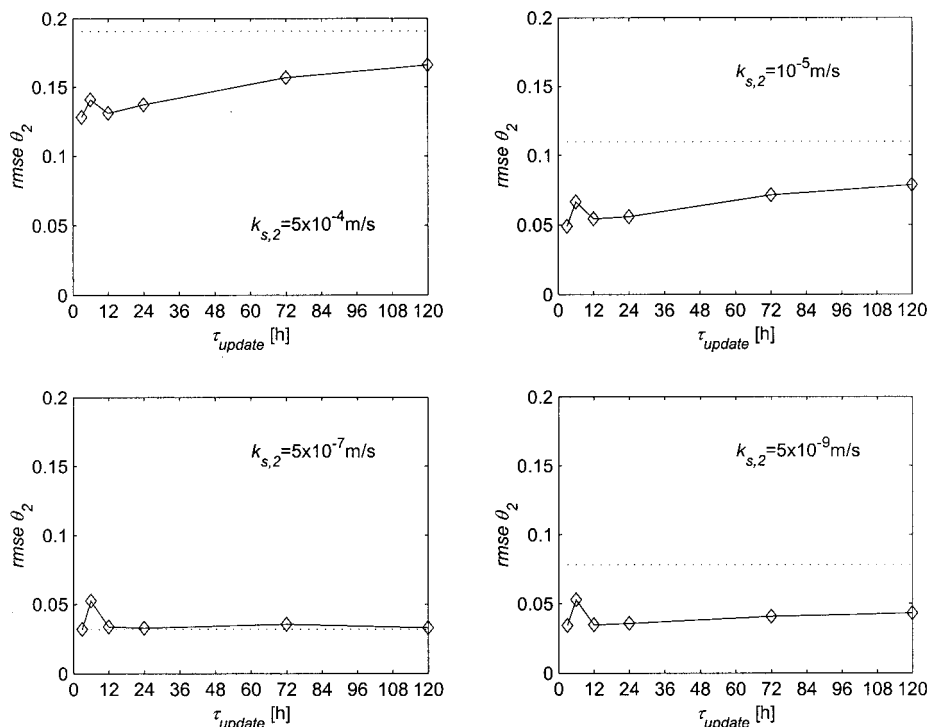 0.2
0.15
0.1
0.05
0
rmse θ₂
kₛ,₂=5x10⁻⁴m/s
0 12 24 36 48 60 72 84 96 108 120
τ_update [h]
0.2
0.15
0.1
0.05
0
rmse θ₂
kₛ,₂=10⁻⁵m/s
0 12 24 36 48 60 72 84 96 108 120
τ_update [h]
0.2
0.15
0.1
0.05
0
rmse θ₂
kₛ,₂=5x10⁻⁷m/s
0 12 24 36 48 60 72 84 96 108 120
τ_update [h]
0.2
0.15
0.1
0.05
0
rmse θ₂
kₛ,₂=5x10⁻⁹m/s
0 12 24 36 48 60 72 84 96 108 120
τ_update [h]